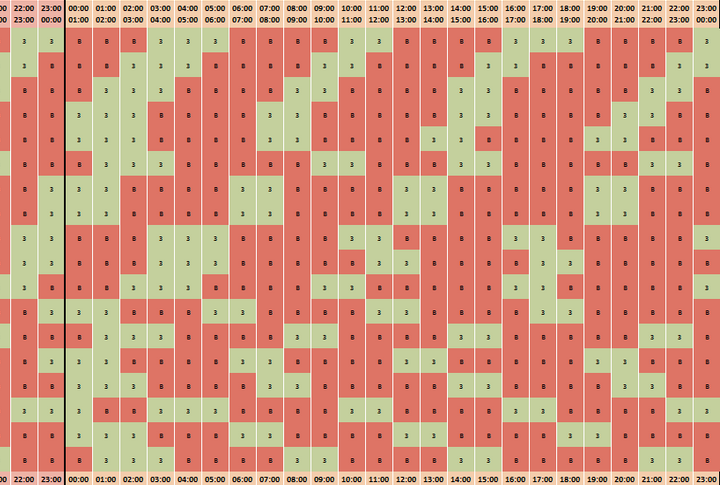 00 22:00 23:00 00:00 01:00 02:00 03:00 04:00 05:00 06:00 07:00 08:00 09:00 10:00 11:00 12:00 13:00 14:00 15:00 16:00 17:00 18:00 19:00 20:00 21:00 22:00 23:00
00 23:00 00:00 01:00 02:00 03:00 04:00 05:00 06:00 07:00 08:00 09:00 10:00 11:00 12:00 13:00 14:00 15:00 16:00 17:00 18:00 19:00 20:00 21:00 22:00 23:00 00:00
З З В В В З З З В В В В З З В В В В З З З В В В В З
З В В В В З З З В В В З З В В В В З З В В В В В З З
В В В З З З В В В В З З В В В В З З В В В В В З З В
В В З З З В В В В З З В В В В В З З В В В В З З В В
В В З З З В В В В З З В В В В З З В В В В З З В В В
В В В З З З В В В В В З З В В В З З В В В В В З З В
В З З З В В В В З З В В В В З З В В В В В З З В В В
В З З З В В В В З З В В В В З З В В В В В З З В В В
З З В В В З З З В В В В З З В В В В З З В В В В В З
З З В В В З З З В В В В В З З В В В В З З В В В В В
З В В В З З З В В В В З З В В В В В З З З В В В В З
В З З З В В В З З В В В В З З В В В В З З В В В В В
В В В З З З В В В В З З В В В В З З В В В В В З З В
В З З З В В В В З З В В В В З З В В В В В З З В В В
В В В З З З В В В З З В В В В В З З В В В В З З В В
З З З В В З З З В В В В З З В В В В З З В В В В З З
В В З З З В В В З З В В В В З З В В В В З З В В В В
В В В З З В В В В В З З В В В В З З В В В В В З З В
22:00 23:00 00:00 01:00 02:00 03:00 04:00 05:00 06:00 07:00 08:00 09:00 10:00 11:00 12:00 13:00 14:00 15:00 16:00 17:00 18:00 19:00 20:00 21:00 22:00 23:00